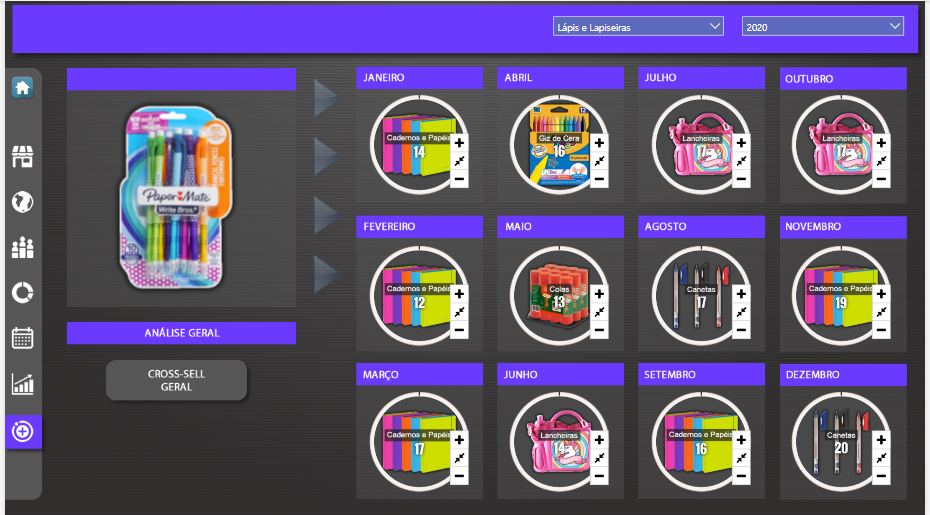 Lápis e Lapiseiras
2020
JANEIRO
ABRIL
JULHO
OUTUBRO
Cadernos e Papéis
14
Giz de Cera
16
Lancheiras
17
Lancheiras
17
Paper Mate
Write Bros.
10
FEVEREIRO
MAIO
AGOSTO
NOVEMBRO
Cadernos e Papéis
12
Colas
13
Canetas
17
Cadernos e Papéis
19
ANÁLISE GERAL
CROSS-SELL
GERAL
MARÇO
JUNHO
SETEMBRO
DEZEMBRO
Cadernos e Papéis
17
Lancheiras
14
Cadernos e Papéis
16
Canetas
20